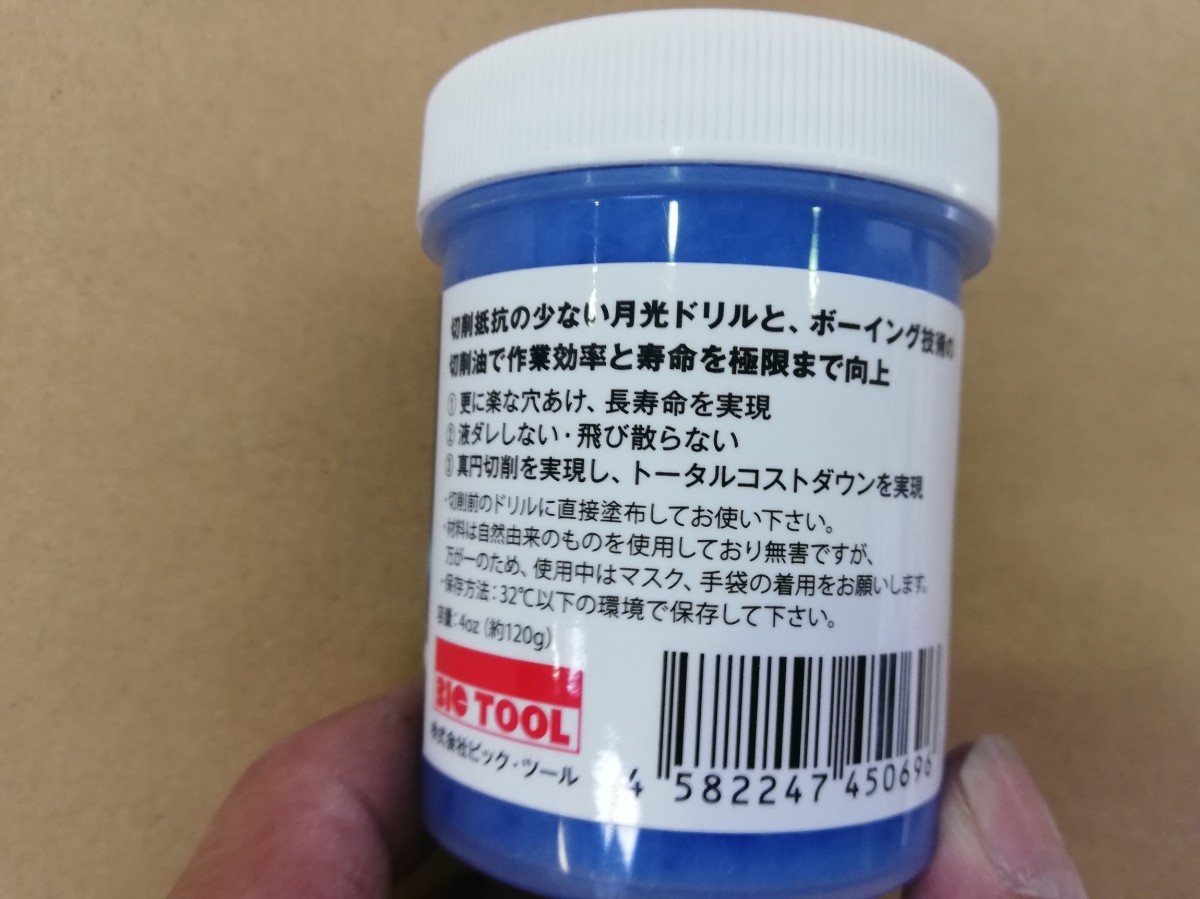 切削抵抗の少ない月光ドリルと、ボーイング技術の
切削油で作業効率と寿命を極限まで向上
① 更に楽な穴あけ、長寿命を実現
② 液ダレしない・飛び散らない
③ 真円切削を実現し、トータルコストダウンを実現
・切削前のドリルに直接塗布してお使い下さい。
・材料は自然由来のものを使用しており無害ですが、
万が一のため、使用中はマスク、手袋の着用をお願いします。
・保存方法：32℃以下の環境で保存して下さい。
容量：4oz（約120g）
BIC TOOL
株式会社ビック・ツール
4 582247 450696